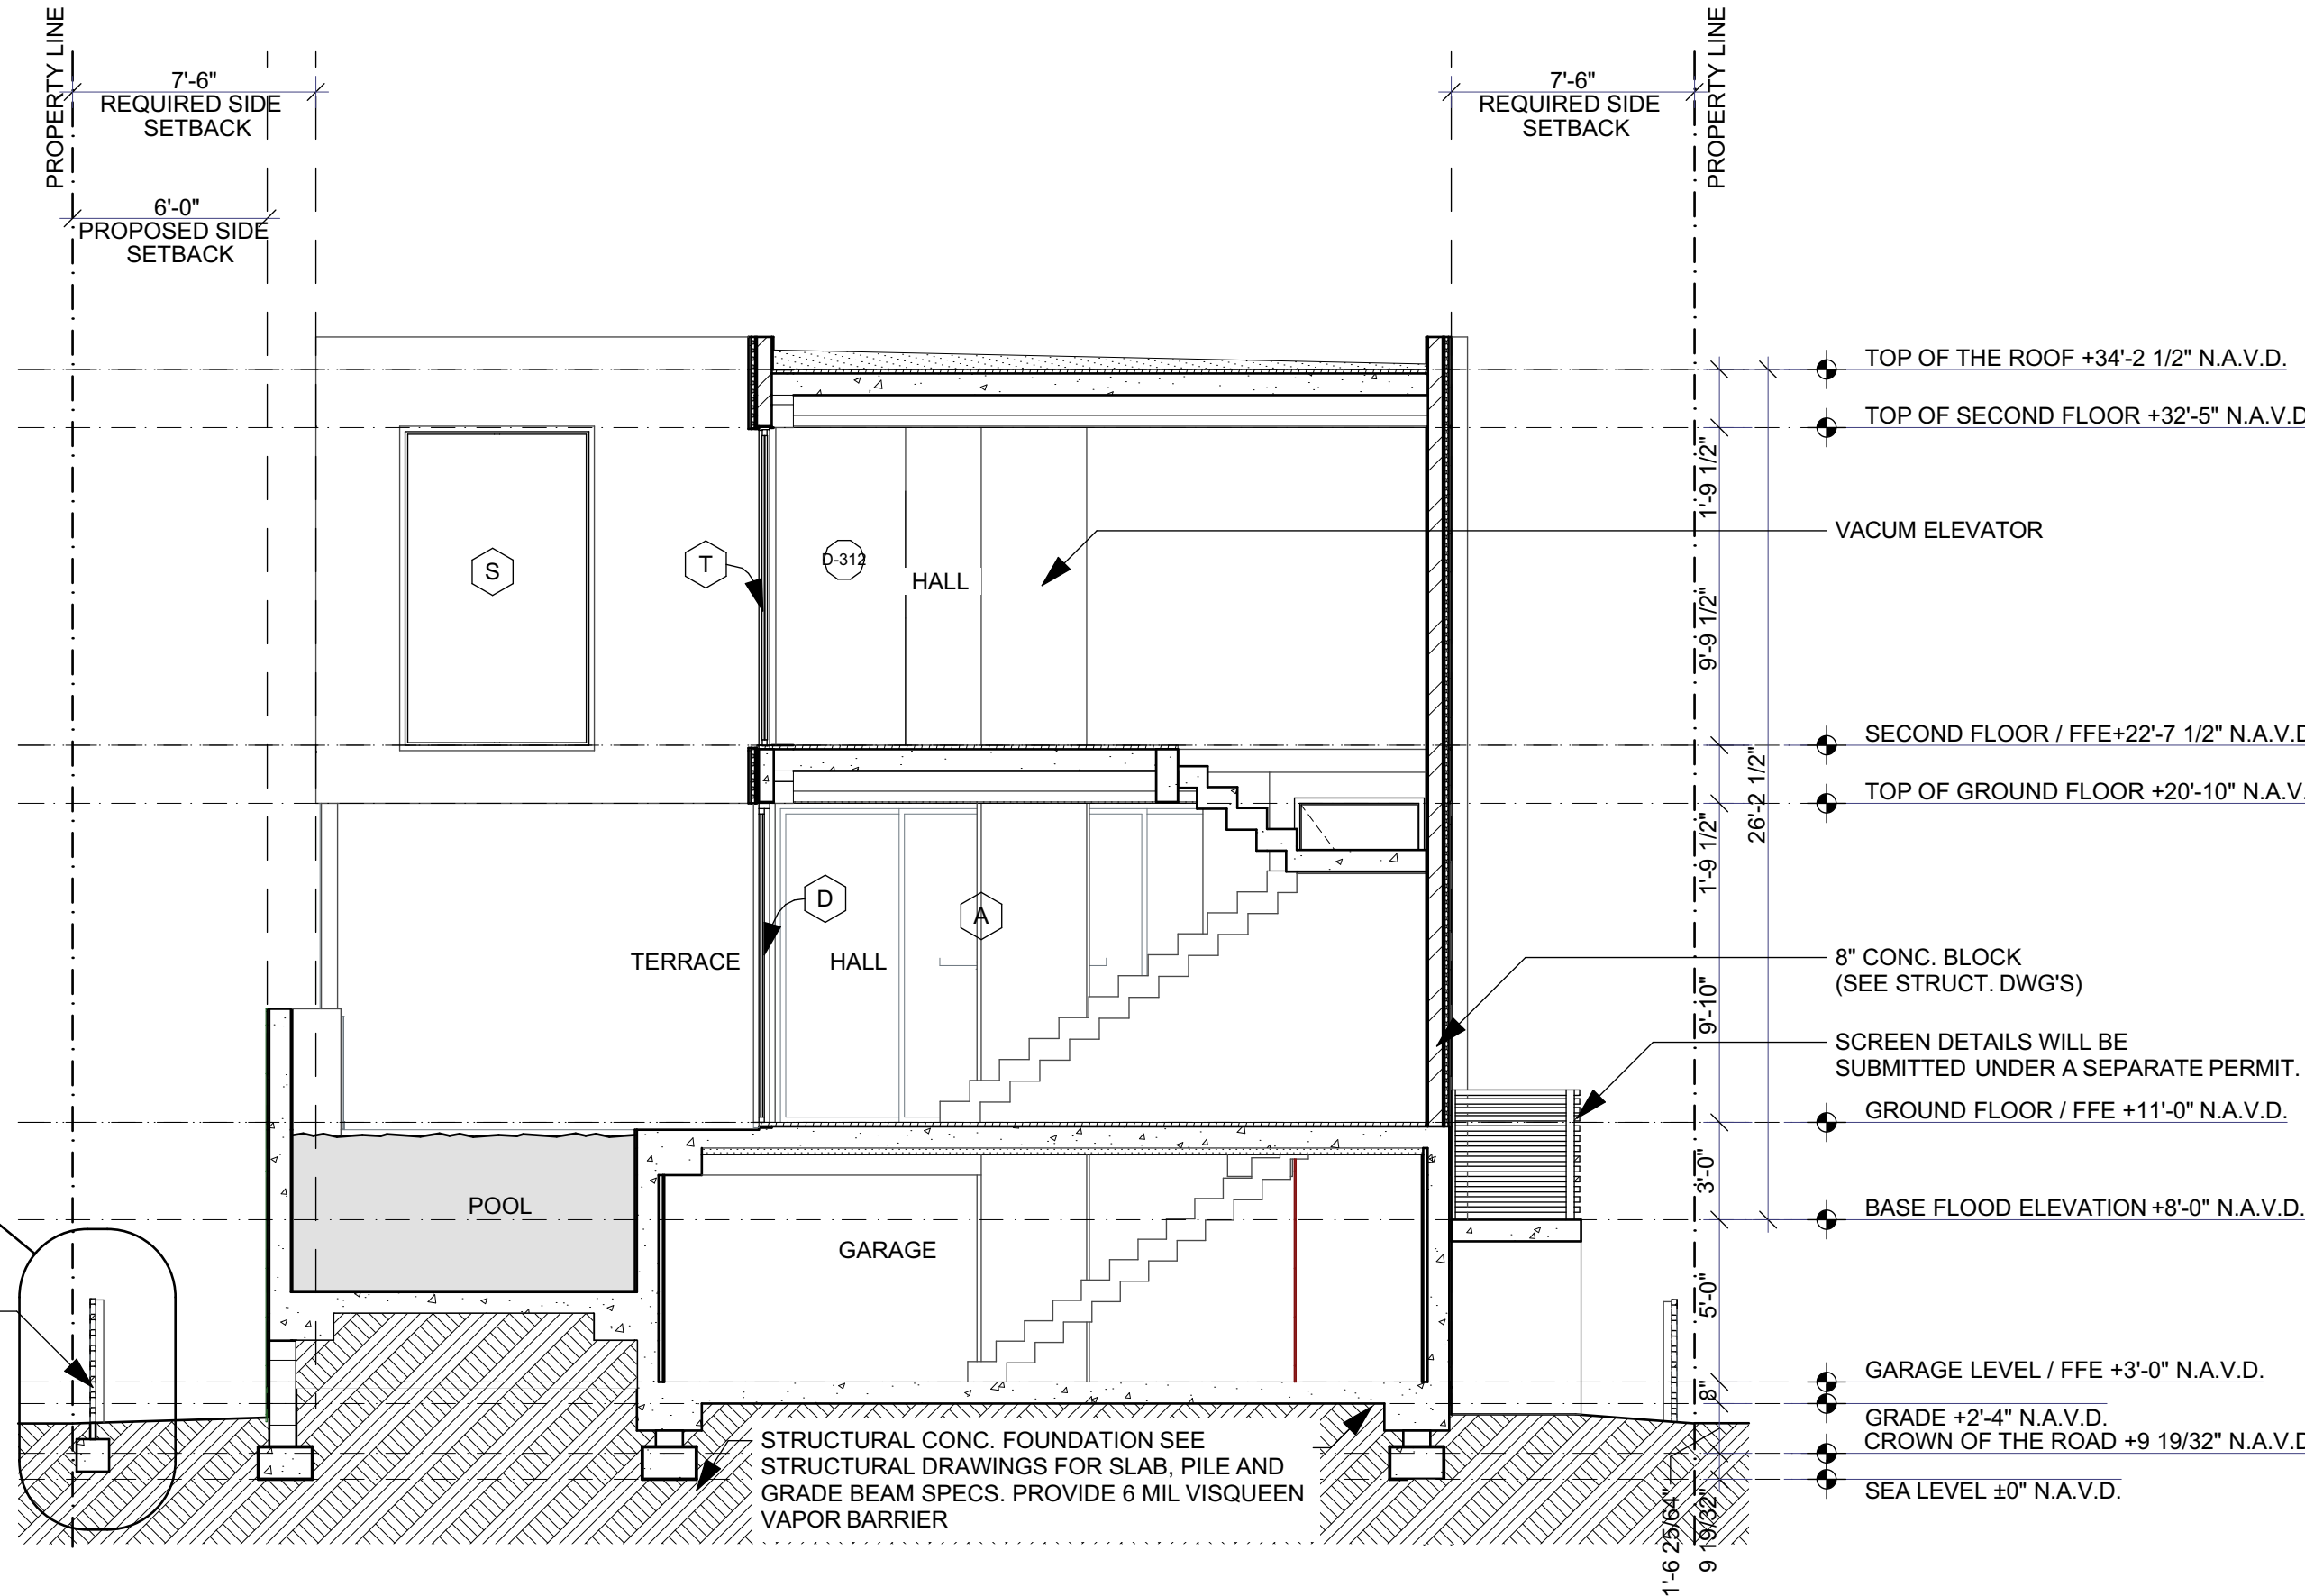 PROPERTY LINE
7'-6"
REQUIRED SIDE
SETBACK
6'-0"
PROPOSED SIDE
SETBACK
7'-6"
REQUIRED SIDE
SETBACK
PROPERTY LINE
TOP OF THE ROOF +34'-2 1/2" N.A.V.D.
TOP OF SECOND FLOOR +32'-5" N.A.V.D
1'-9 1/2"
VACUM ELEVATOR
S
T
D-312
HALL
9'-9 1/2"
SECOND FLOOR / FFE+22'-7 1/2" N.A.V.D
26'-2 1/2"
TOP OF GROUND FLOOR +20'-10" N.A.V.
1'-9 1/2"
D
A
TERRACE
HALL
8" CONC. BLOCK
(SEE STRUCT. DWG'S)
9'-10"
SCREEN DETAILS WILL BE
SUBMITTED UNDER A SEPARATE PERMIT.
GROUND FLOOR / FFE +11'-0" N.A.V.D.
3'-0"
POOL
BASE FLOOD ELEVATION +8'-0" N.A.V.D.
GARAGE
5'-0"
GARAGE LEVEL / FFE +3'-0" N.A.V.D.
8"
GRADE +2'-4" N.A.V.D.
CROWN OF THE ROAD +9 19/32" N.A.V.D
SEA LEVEL ±0" N.A.V.D.
STRUCTURAL CONC. FOUNDATION SEE
STRUCTURAL DRAWINGS FOR SLAB, PILE AND
GRADE BEAM SPECS. PROVIDE 6 MIL VISQUEEN
VAPOR BARRIER
1'-6 25/64"
9 19/32"